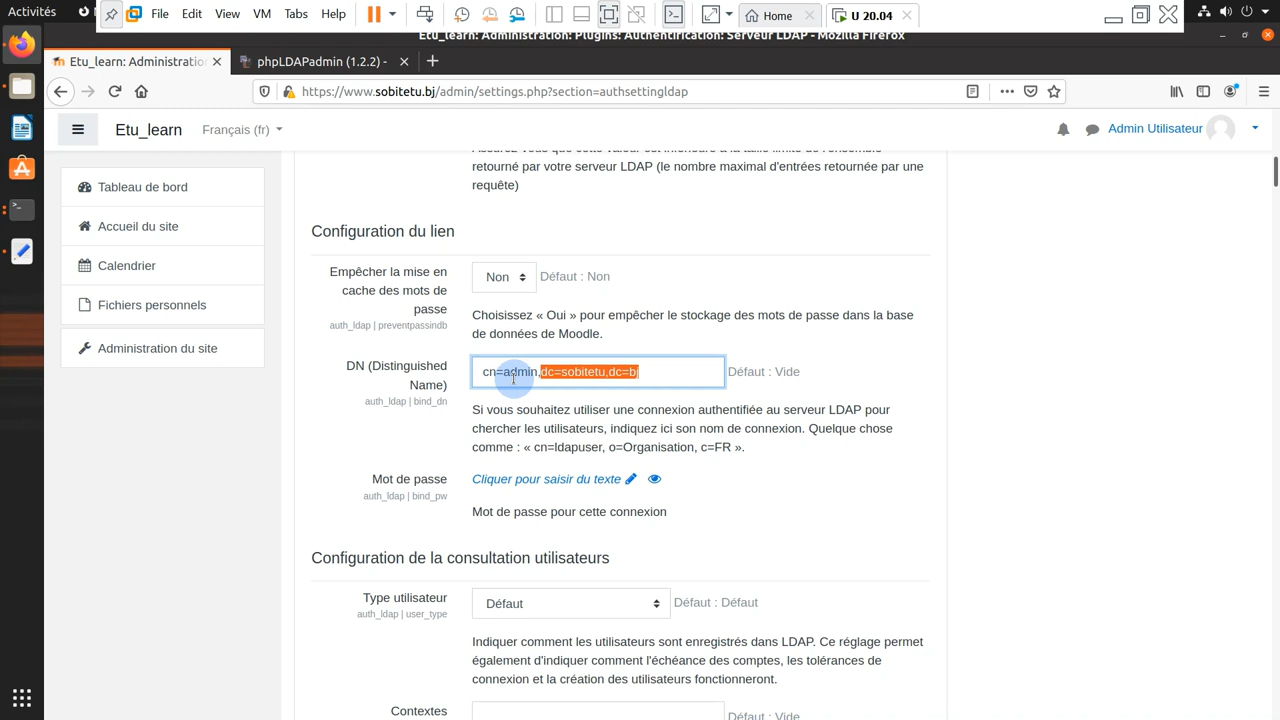 Activités
File Edit View VM Tabs Help
Home
U 20.04
Etu_learn: Administration: Plugins: Authentification: Serveur LDAP - Mozilla Firefox
Etu_learn: Administratio
phpLDAPadmin (1.2.2) -
https://www.sobitetu.bj/admin/settings.php?section=authsettingldap
Etu_learn
Français (fr)
Admin Utilisateur
Tableau de bord
Accueil du site
Calendrier
Fichiers personnels
Administration du site
retourné par votre serveur LDAP (le nombre maximal d'entrées retournée par une
requête)
Configuration du lien
Empêcher la mise en
cache des mots de
passe
auth_ldap | preventpassindb
Non
Défaut : Non
Choisissez « Oui » pour empêcher le stockage des mots de passe dans la base
de données de Moodle.
DN (Distinguished
Name)
auth_ldap | bind_dn
cn=admin,dc=sobitetu,dc=bj
Défaut : Vide
Si vous souhaitez utiliser une connexion authentifiée au serveur LDAP pour
chercher les utilisateurs, indiquez ici son nom de connexion. Quelque chose
comme : « cn=ldapuser, o=Organisation, c=FR ».
Mot de passe
auth_ldap | bind_pw
Cliquer pour saisir du texte
Mot de passe pour cette connexion
Configuration de la consultation utilisateurs
Type utilisateur
auth_ldap | user_type
Défaut
Défaut : Défaut
Indiquer comment les utilisateurs sont enregistrés dans LDAP. Ce réglage permet
également d'indiquer comment l'échéance des comptes, les tolérances de
connexion et la création des utilisateurs fonctionneront.
Contextes
Défaut : Vide